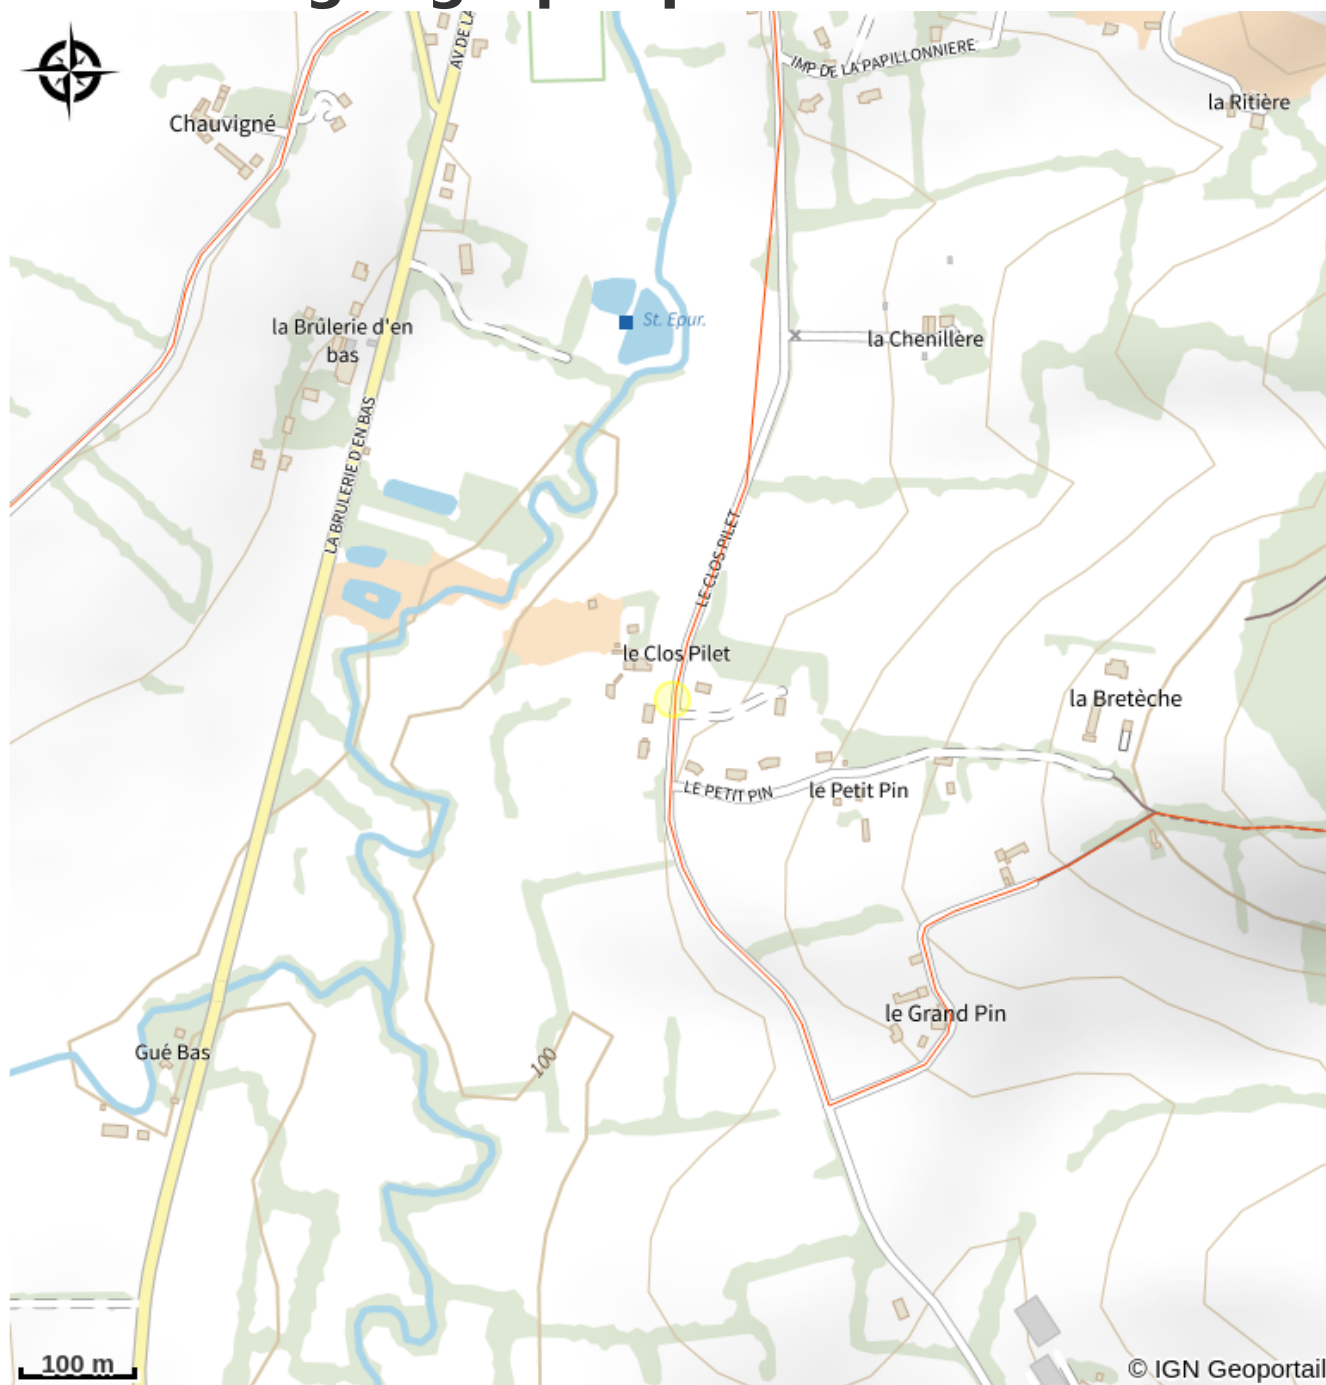 AV DE LA
IMP DE LA PAPILLONNIERE
la Ritière
Chauvigné
la Brûlerie d'en
bas
St. Epur.
la Chenillère
LA BRULERIE D EN BAS
LE CLOS PILET
le Clos Pilet
la Bretèche
LE PETIT PIN
le Petit Pin
le Grand Pin
Gué Bas
100
100 m
© IGN Geoportail